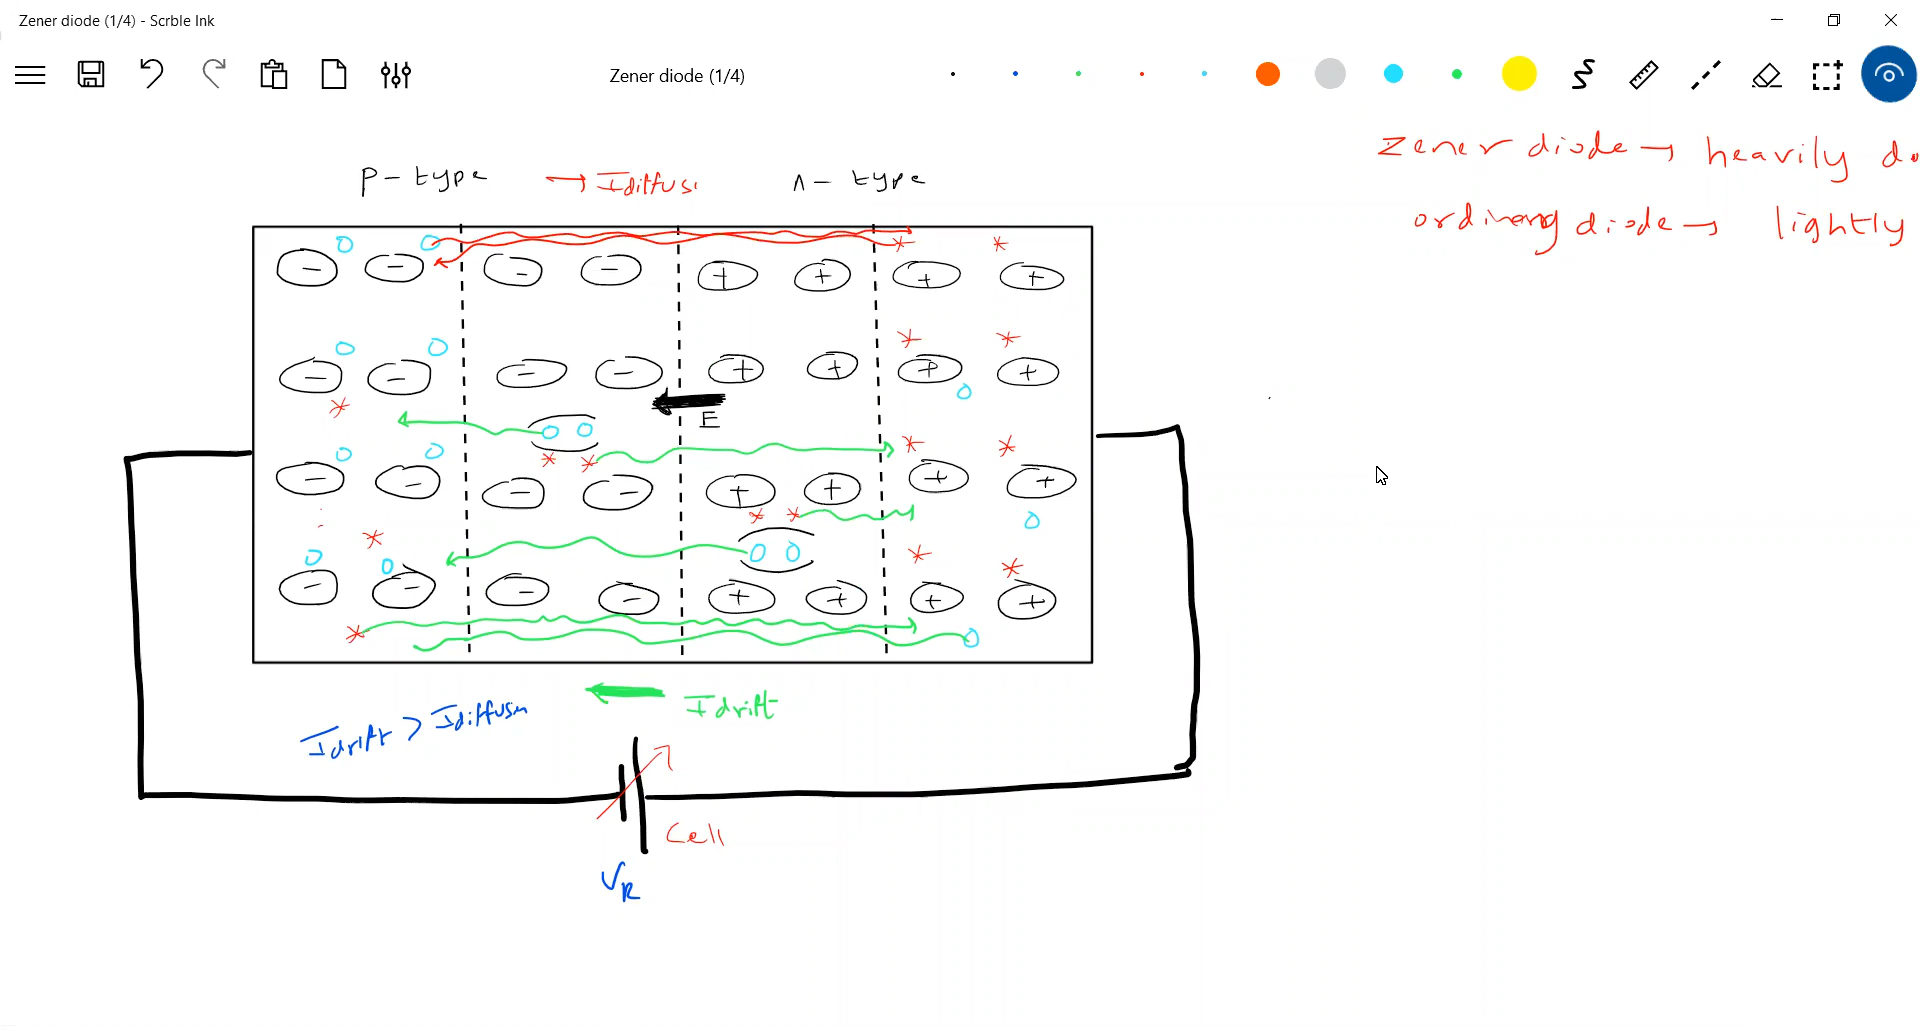 Zener diode (1/4) - Scrble Ink
Zener diode (1/4)
Zener diode → heavily
ordinary diode → lightly
P-type → Idiffusi n-type
E
Idrift > Idiffusn
Idrift
Cell
VR